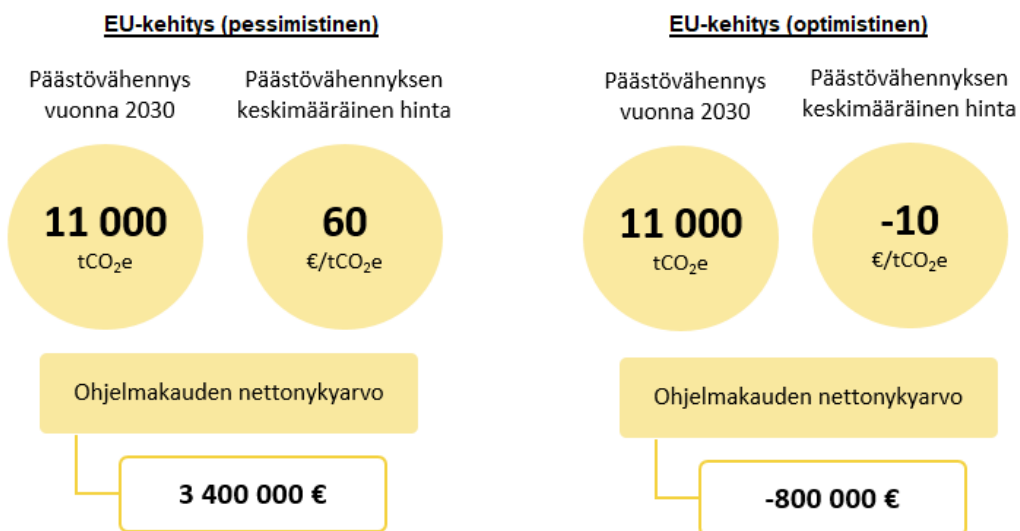 EU-kehitys (pessimistinen)
Päästövähennys
vuonna 2030
Päästövähennyksen
keskimääräinen hinta
11 000
tCO₂e
60
€/tCO₂e
Ohjelmakauden nettonykyarvo
3 400 000 €
EU-kehitys (optimistinen)
Päästövähennys
vuonna 2030
Päästövähennyksen
keskimääräinen hinta
11 000
tCO₂e
-10
€/tCO₂e
Ohjelmakauden nettonykyarvo
-800 000 €